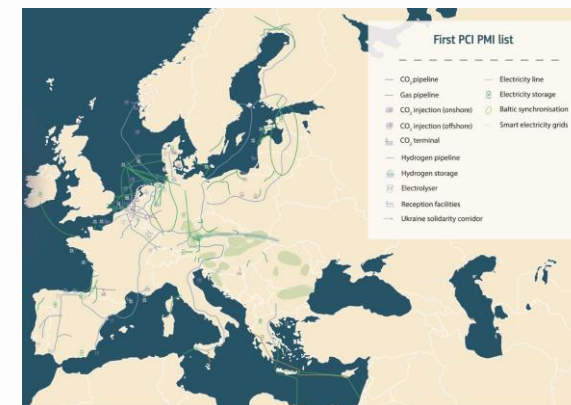 First PCI PMI list
CO₂ pipeline
Gas pipeline
CO₂ injection (onshore)
CO₂ injection (offshore)
CO₂ terminal
Hydrogen pipeline
Hydrogen storage
Electrolyser
Reception facilities
Ukraine solidarity corridor
Electricity line
Electricity storage
Baltic synchronisation
Smart electricity grids